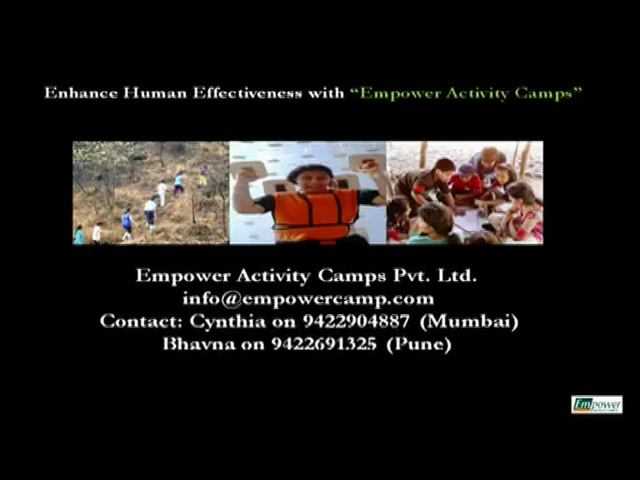 Enhance Human Effectiveness with “Empower Activity Camps”
Empower Activity Camps Pvt. Ltd.
info@empowercamp.com
Contact: Cynthia on 9422904887 (Mumbai)
Bhavna on 9422691325 (Pune)
Empower